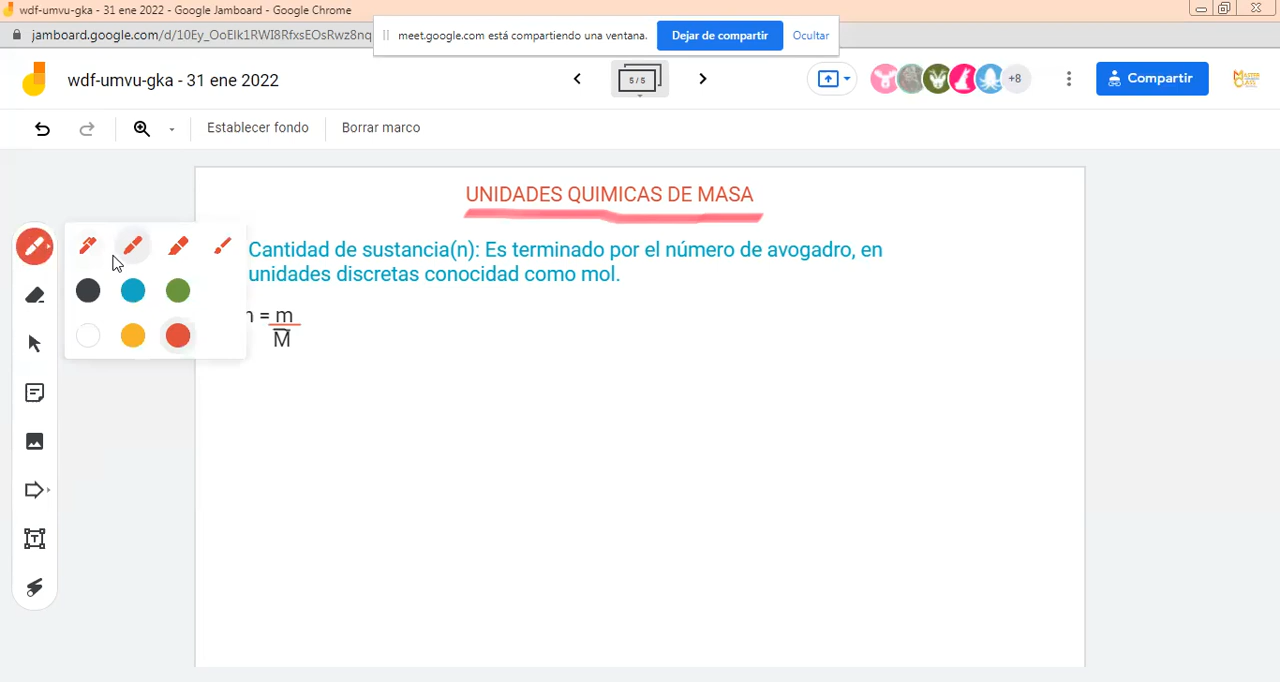 wdf-umvu-gka - 31 ene 2022 - Google Jamboard - Google Chrome
jamboard.google.com/d/10Ey_OoElk1RWI8RfxsEOsRwz8nq
meet.google.com está compartiendo una ventana. Dejar de compartir Ocultar
wdf-umvu-gka - 31 ene 2022
5 / 5
+8
Compartir
MASTER CLASS
Establecer fondo
Borrar marco
UNIDADES QUIMICAS DE MASA
Cantidad de sustancia(n): Es terminado por el número de avogadro, en
unidades discretas conocidad como mol.
n = m
M